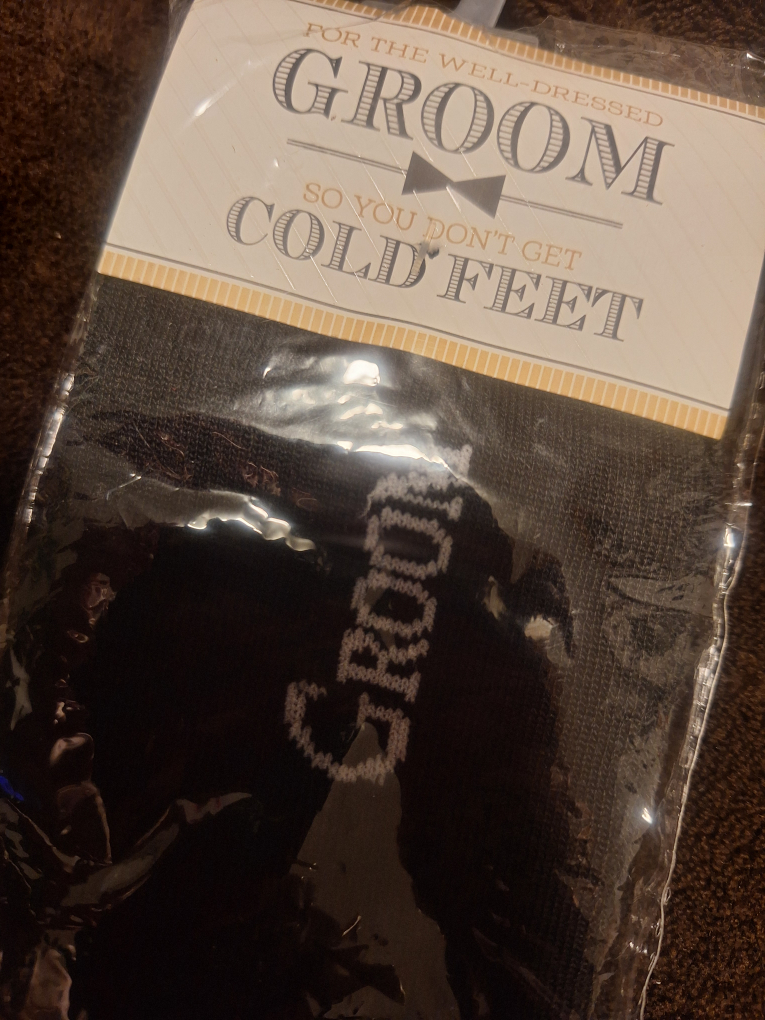 FOR THE WELL-DRESSED
GROOM
SO YOU DON'T GET
COLD FEET
GROOM